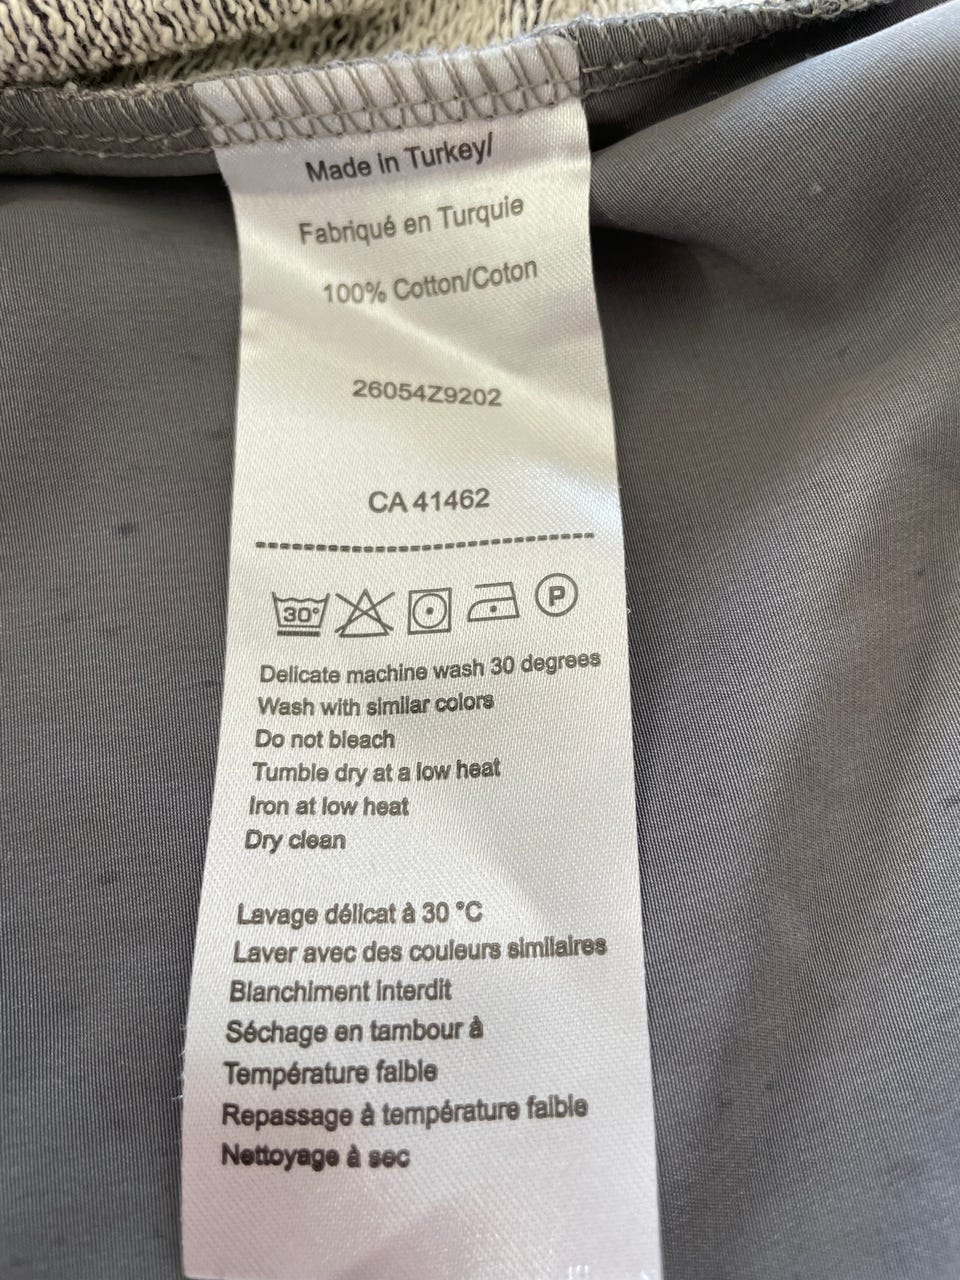 Made in Turkey/
Fabriqué en Turquie
100% Cotton/Coton
26054Z9202
CA 41462
30°
P
Delicate machine wash 30 degrees
Wash with similar colors
Do not bleach
Tumble dry at a low heat
Iron at low heat
Dry clean
Lavage délicat à 30 °C
Laver avec des couleurs similaires
Blanchiment interdit
Séchage en tambour à
Température faible
Repassage à température faible
Nettoyage à sec